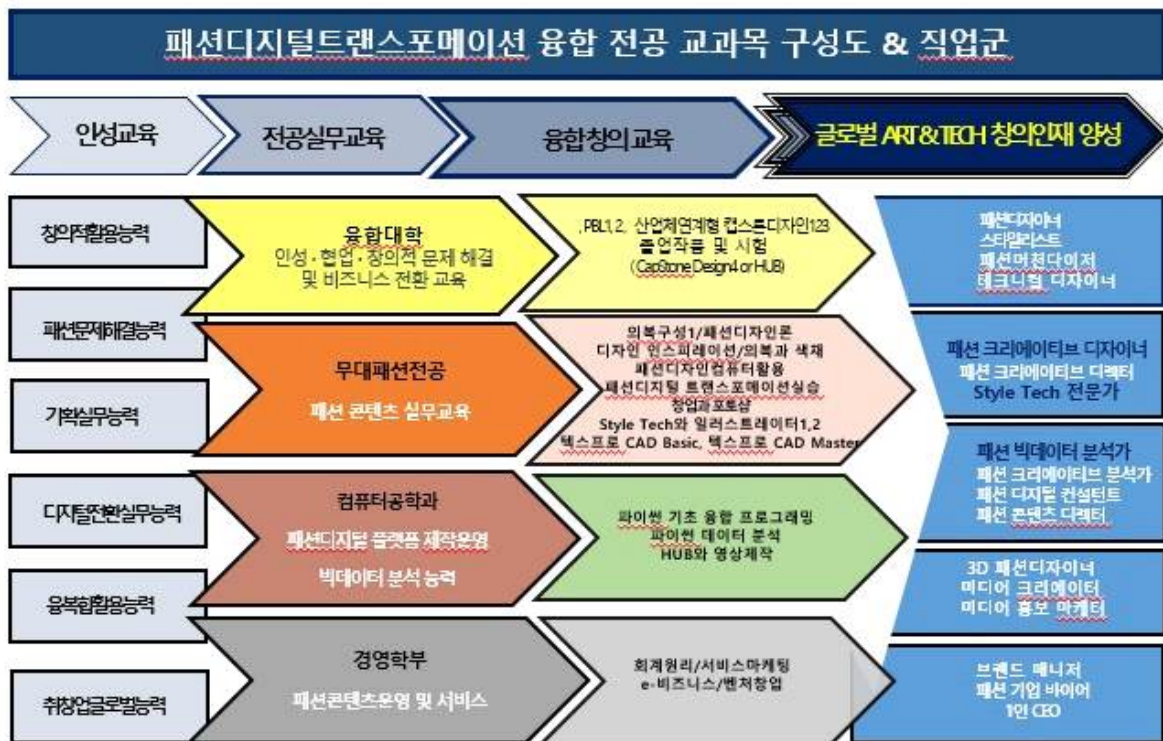 패션디지털트랜스포메이션 융합 전공 교과목 구성도 & 직업군
인성교육
전공실무교육
융합창의 교육
글로벌 ART&TECH 창의인재 양성
창의적활용능력
패션문제해결능력
기획실무능력
디지털전환실무능력
융복합활용능력
취창업글로벌능력
융합대학
인성·협업·창의적 문제 해결
및 비즈니스 전환 교육
.PBL1,2, 산업체연계형 캡스톤디자인123
졸업작품 및 시험
(CapStone Design4 or HUB)
무대패션전공
패션 콘텐츠 실무교육
의복구성1/패션디자인론
디자인 인스피레이션/의복과 색채
패션디자인컴퓨터활용
패션디지털 트랜스포메이션실습
창업과포토샵
Style Tech와 일러스트레이터1,2
텍스프로 CAD Basic, 텍스프로 CAD Master
컴퓨터공학과
패션디지털 플랫폼 제작운영
빅데이터 분석 능력
파이썬 기초 융합 프로그래밍
파이썬 데이터 분석
HUB와 영상제작
경영학부
패션콘텐츠운영 및 서비스
회계원리/서비스마케팅
e-비즈니스/벤처창업
패션디자이너
스타일리스트
패션머천다이저
테크니컬 디자이너
패션 크리에이티브 디자이너
패션 크리에이티브 디렉터
Style Tech 전문가
패션 빅데이터 분석가
패션 크리에이티브 분석가
패션 디지털 컨설턴트
패션 콘텐츠 디렉터
3D 패션디자이너
미디어 크리에이터
미디어 홍보 마케터
브랜드 매니저
패션 기업 바이어
1인 CEO